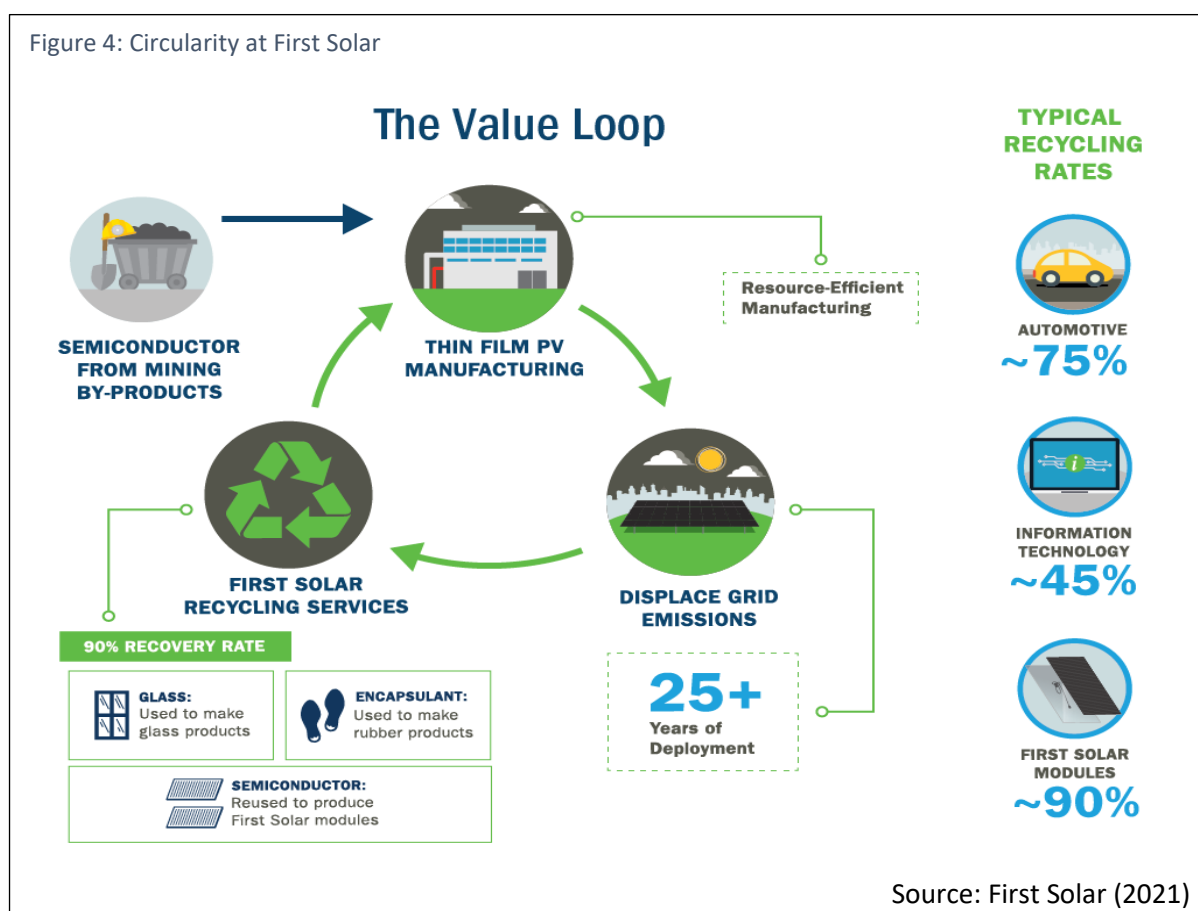 Figure 4: Circularity at First Solar
The Value Loop
SEMICONDUCTOR
FROM MINING
BY-PRODUCTS
THIN FILM PV
MANUFACTURING
Resource-Efficient
Manufacturing
FIRST SOLAR
RECYCLING SERVICES
DISPLACE GRID
EMISSIONS
90% RECOVERY RATE
GLASS:
Used to make
glass products
ENCAPSULANT:
Used to make
rubber products
SEMICONDUCTOR:
Reused to produce
First Solar modules
25+
Years of
Deployment
TYPICAL
RECYCLING
RATES
AUTOMOTIVE
~75%
i
INFORMATION
TECHNOLOGY
~45%
FIRST SOLAR
MODULES
~90%
Source: First Solar (2021)